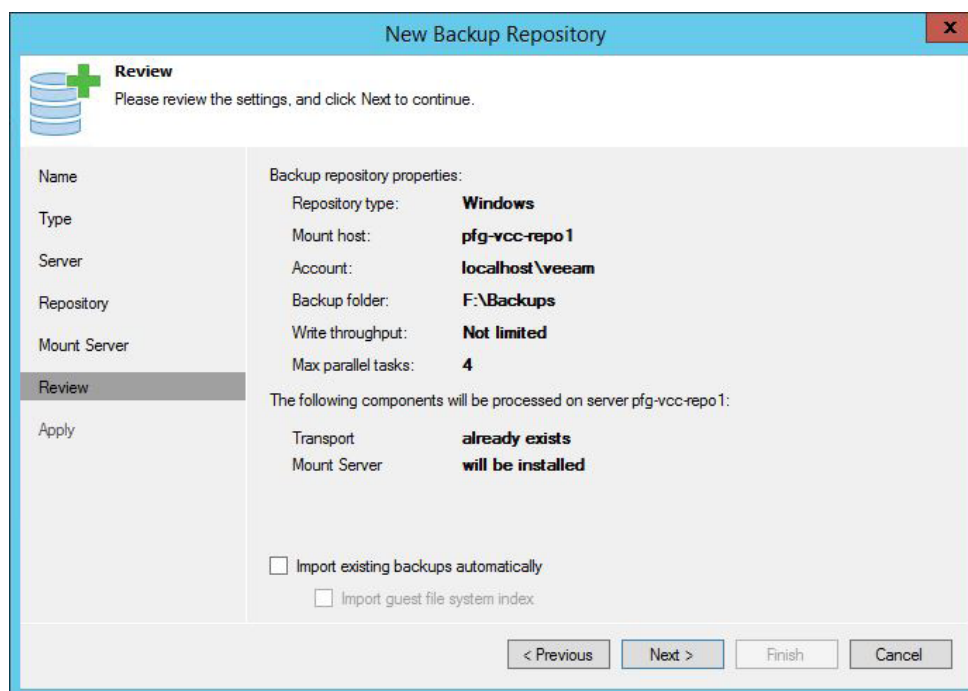 New Backup Repository
x
Review
Please review the settings, and click Next to continue.
Name
Type
Server
Repository
Mount Server
Review
Apply
Backup repository properties:
Repository type: Windows
Mount host: pfg-vcc-repo1
Account: localhost\veeam
Backup folder: F:\Backups
Write throughput: Not limited
Max parallel tasks: 4
The following components will be processed on server pfg-vcc-repo1:
Transport already exists
Mount Server will be installed
Import existing backups automatically
Import guest file system index
< Previous Next > Finish Cancel